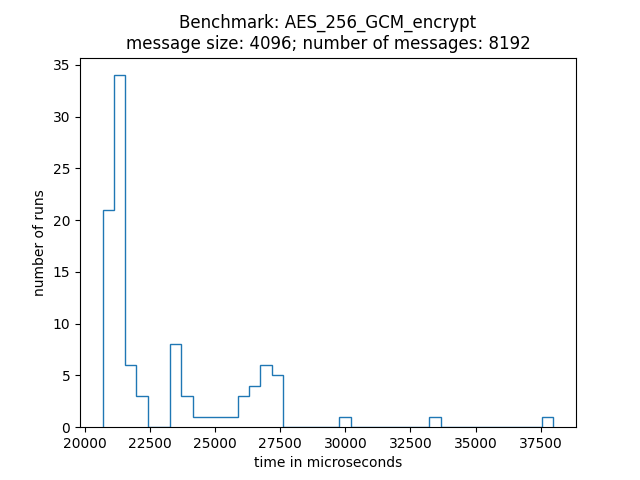 Benchmark: AES_256_GCM_encrypt
message size: 4096; number of messages: 8192
35
30
25
20
15
10
5
0
number of runs
20000 22500 25000 27500 30000 32500 35000 37500
time in microseconds